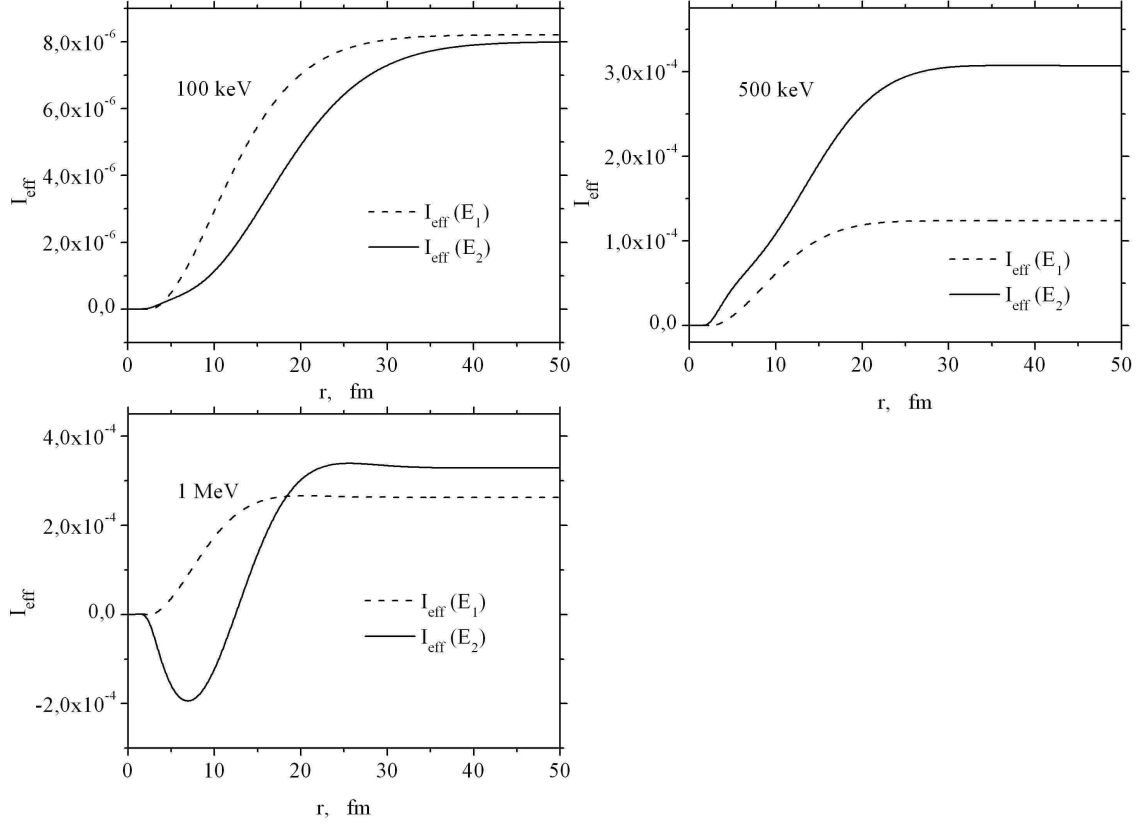 8,0x10⁻⁶
6,0x10⁻⁶
4,0x10⁻⁶
2,0x10⁻⁶
0,0
I_eff
100 keV
I_eff (E₁)
I_eff (E₂)
0 10 20 30 40 50
r, fm
3,0x10⁻⁴
2,0x10⁻⁴
1,0x10⁻⁴
0,0
I_eff
500 keV
I_eff (E₁)
I_eff (E₂)
0 10 20 30 40 50
r, fm
4,0x10⁻⁴
2,0x10⁻⁴
0,0
-2,0x10⁻⁴
I_eff
1 MeV
I_eff (E₁)
I_eff (E₂)
0 10 20 30 40 50
r, fm